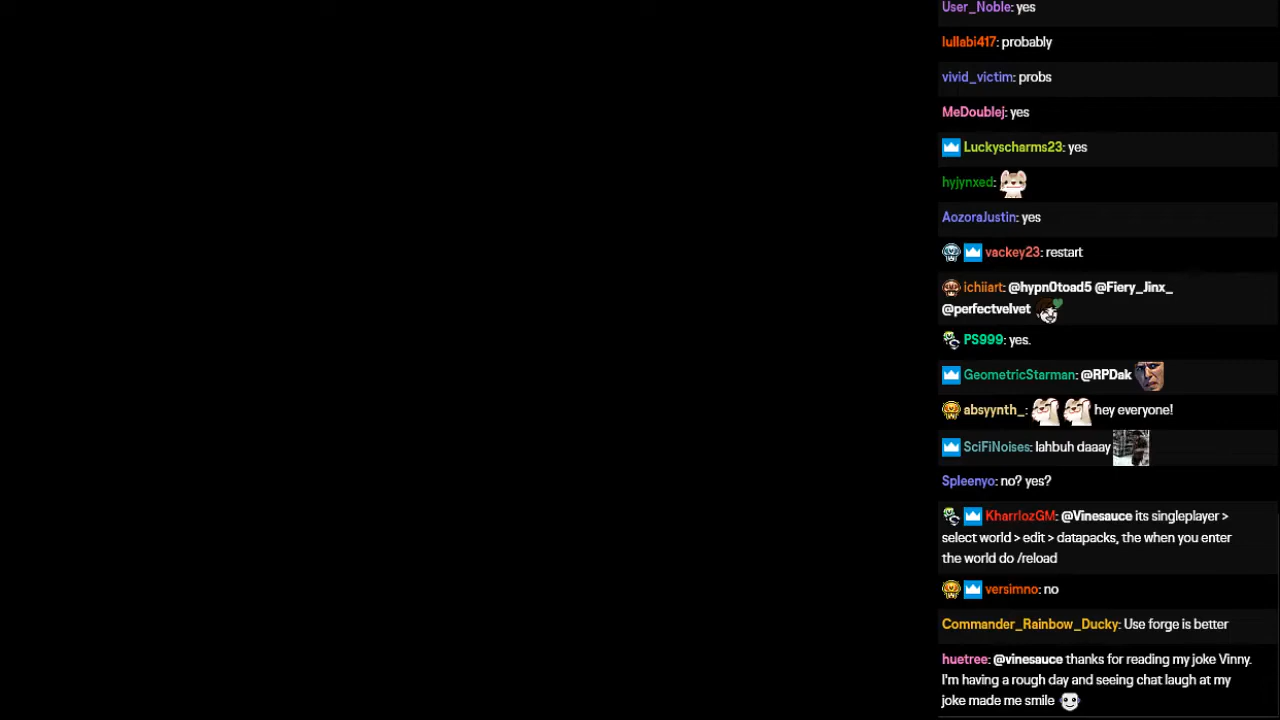 User_Noble: yes
lullabi417: probably
vivid_victim: probs
MeDoublej: yes
Luckyscharms23: yes
hyjynxed:
AozoraJustin: yes
vackey23: restart
ichiiart: @hypn0toad5 @Fiery_Jinx_
@perfectvelvet
PS999: yes.
GeometricStarman: @RPDak
absyynth_: hey everyone!
SciFiNoises: lahbuh daaay
Spleenyo: no? yes?
KharrlozGM: @Vinesauce its singleplayer >
select world > edit > datapacks, the when you enter
the world do /reload
versimno: no
Commander_Rainbow_Ducky: Use forge is better
huetree: @vinesauce thanks for reading my joke Vinny.
I'm having a rough day and seeing chat laugh at my
joke made me smile